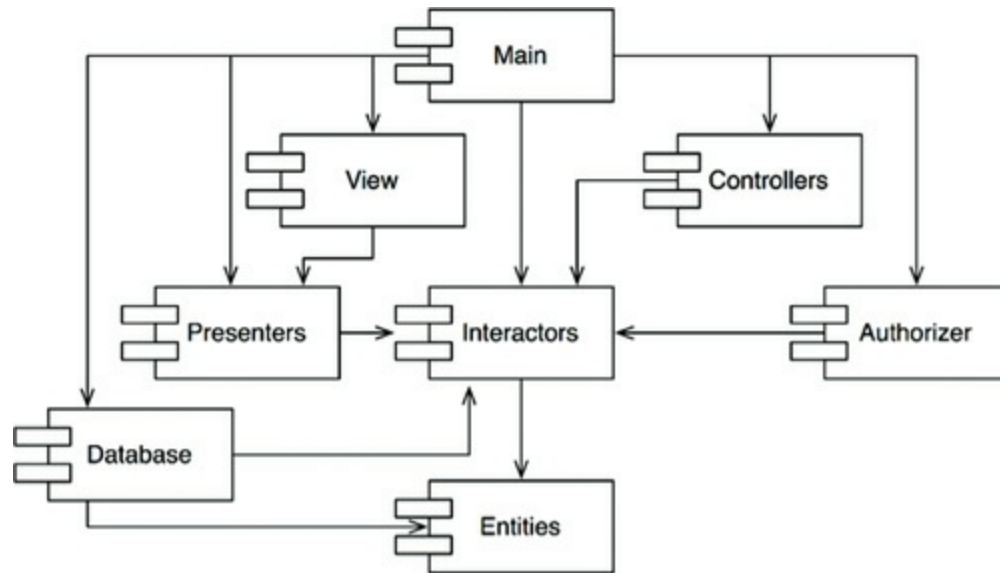 Main
View
Controllers
Presenters
Interactors
Authorizer
Database
Entities